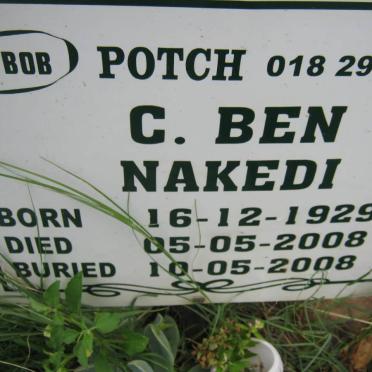 BOB POTCH 018 29
C. BEN
NAKEDI
BORN 16-12-1929
DIED 05-05-2008
BURIED 10-05-2008